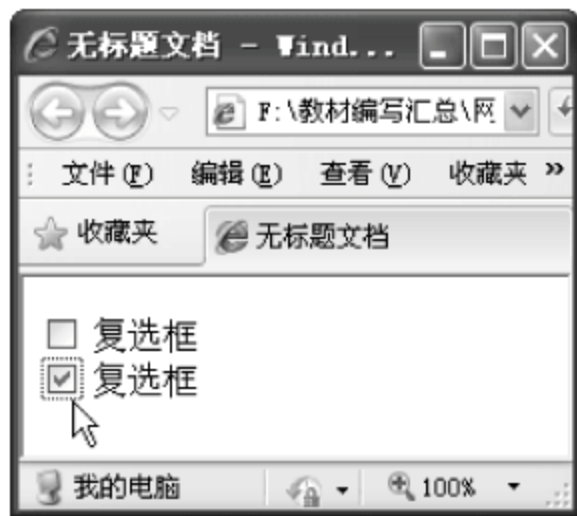 无标题文档 - Wind...
F:\教材编写汇总\网
文件(F) 编辑(E) 查看(V) 收藏夹 »
收藏夹 无标题文档
复选框
复选框
我的电脑 100%